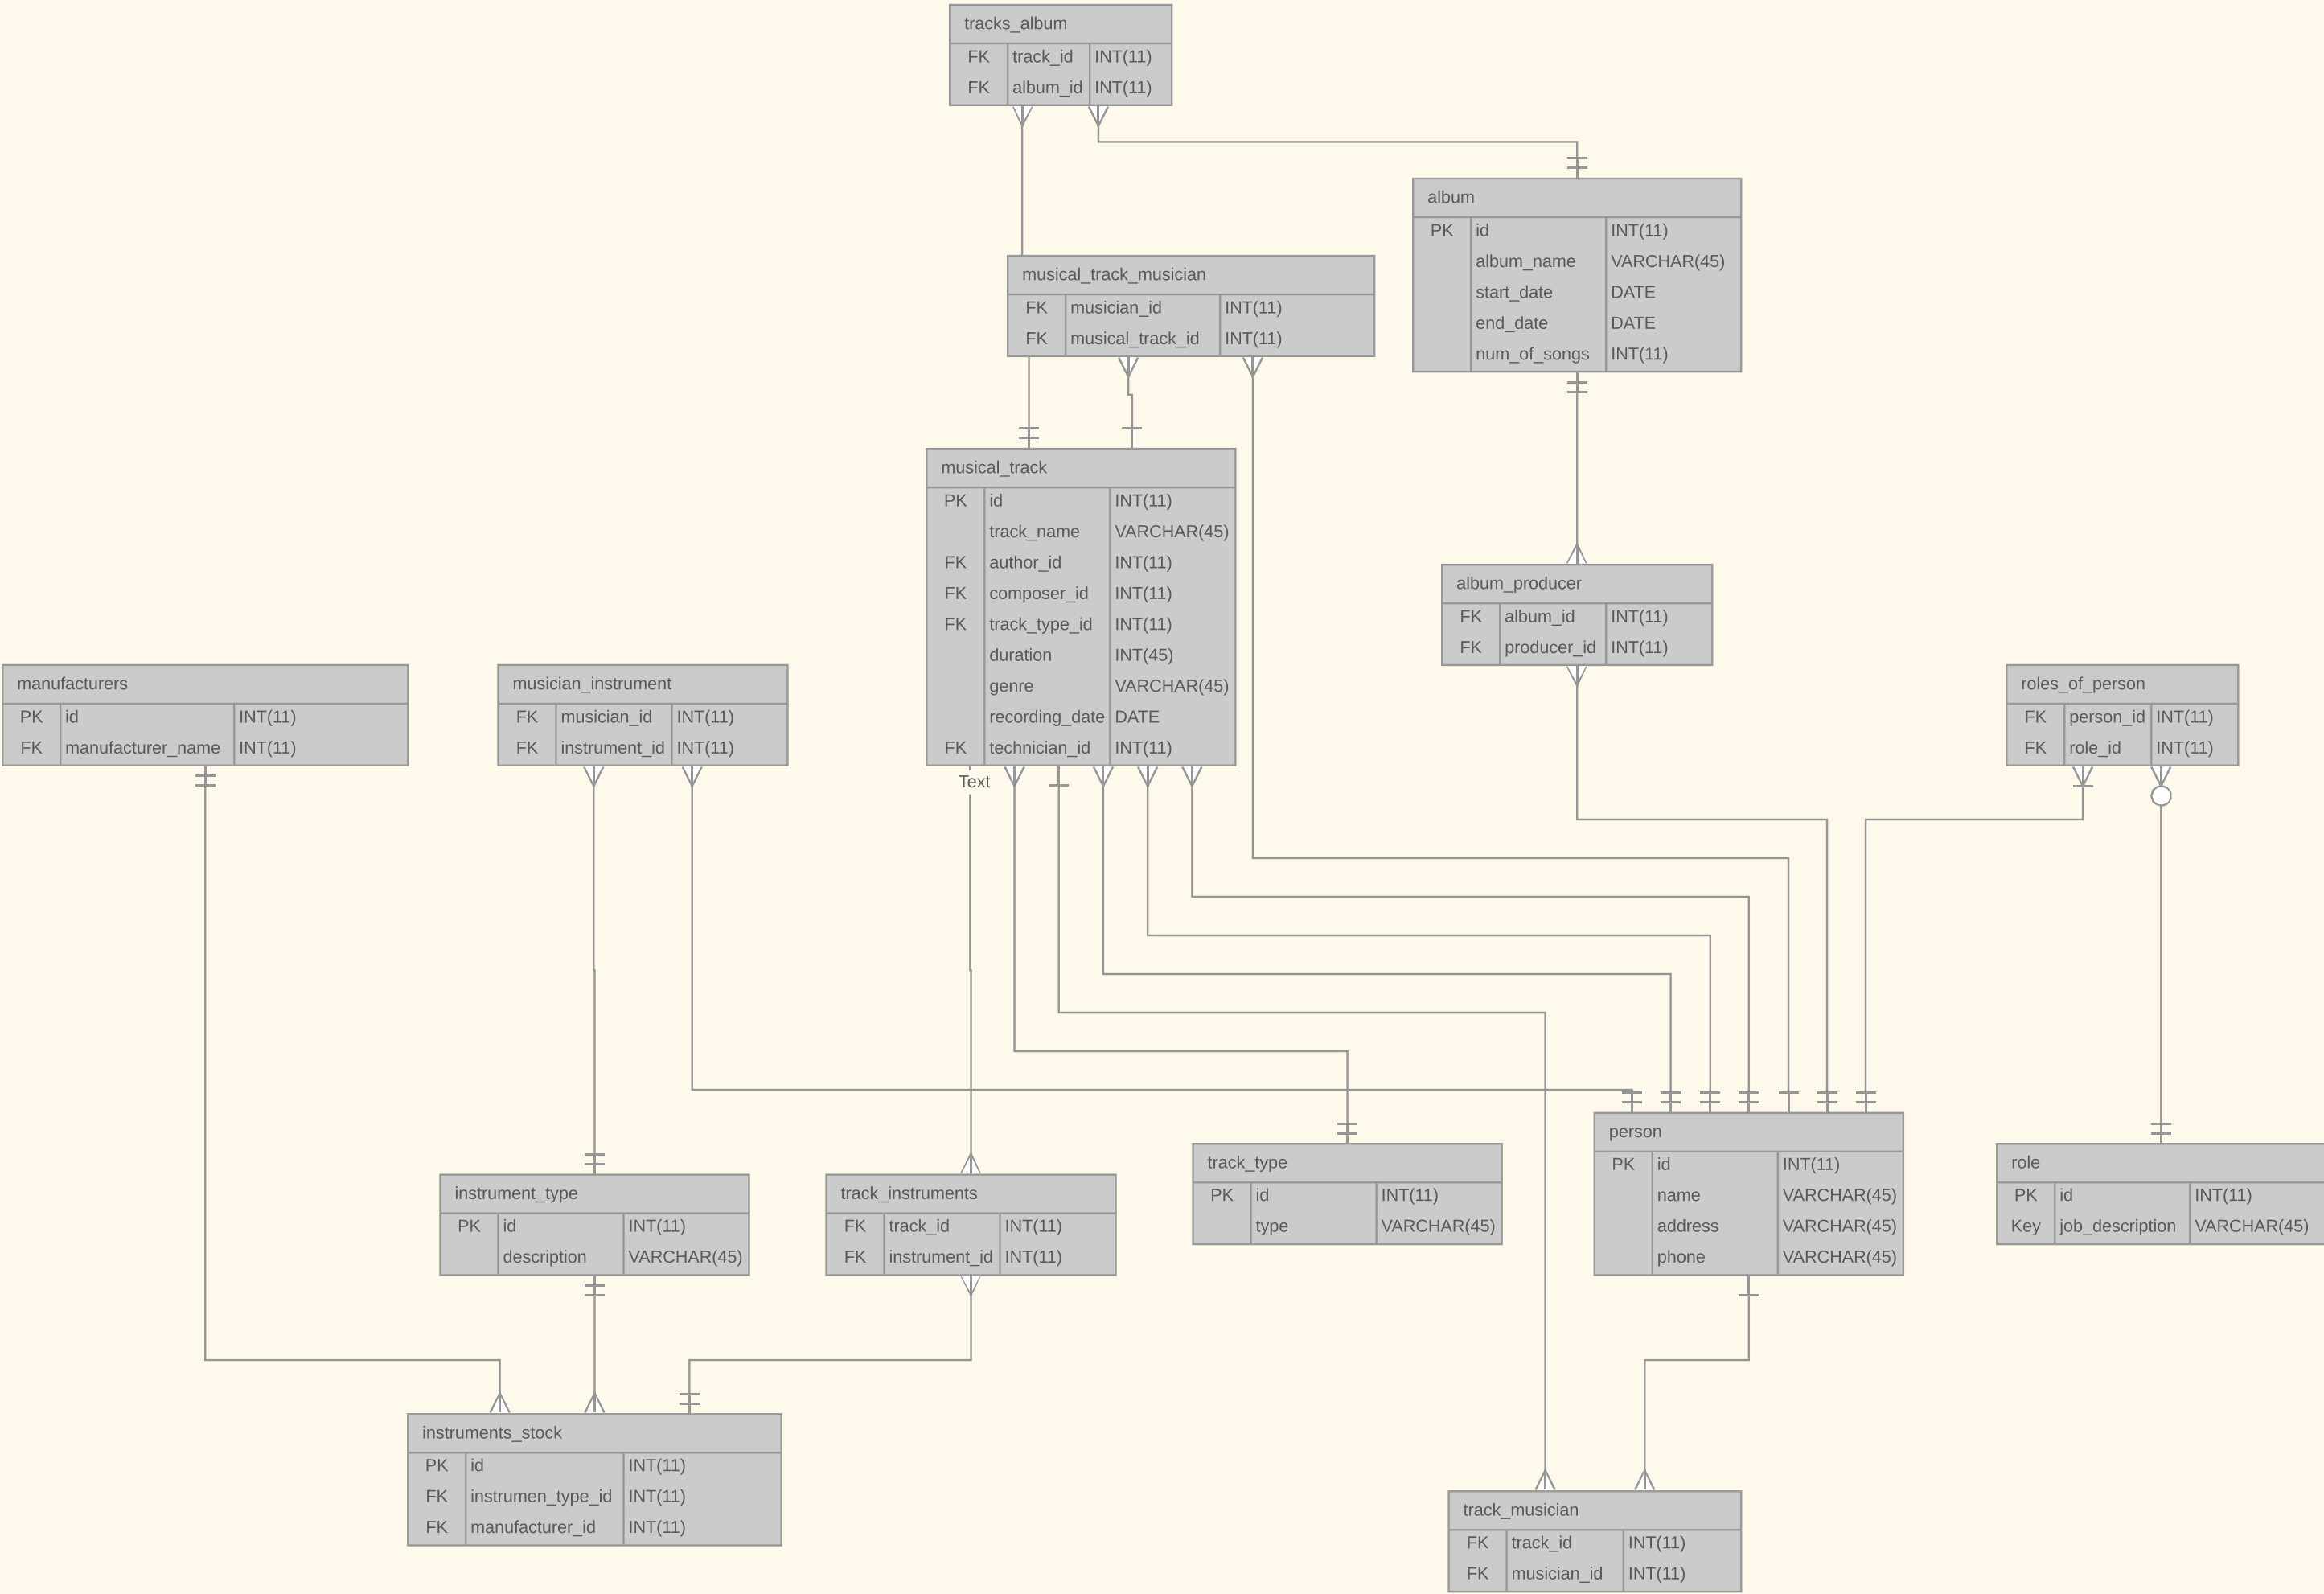 tracks_album
FK track_id INT(11)
FK album_id INT(11)
album
PK id INT(11)
album_name VARCHAR(45)
start_date DATE
end_date DATE
num_of_songs INT(11)
musical_track_musician
FK musician_id INT(11)
FK musical_track_id INT(11)
musical_track
PK id INT(11)
track_name VARCHAR(45)
FK author_id INT(11)
FK composer_id INT(11)
FK track_type_id INT(11)
duration INT(45)
genre VARCHAR(45)
recording_date DATE
FK technician_id INT(11)
Text
album_producer
FK album_id INT(11)
FK producer_id INT(11)
manufacturers
PK id INT(11)
FK manufacturer_name INT(11)
musician_instrument
FK musician_id INT(11)
FK instrument_id INT(11)
roles_of_person
FK person_id INT(11)
FK role_id INT(11)
instrument_type
PK id INT(11)
description VARCHAR(45)
track_instruments
FK track_id INT(11)
FK instrument_id INT(11)
track_type
PK id INT(11)
type VARCHAR(45)
person
PK id INT(11)
name VARCHAR(45)
address VARCHAR(45)
phone VARCHAR(45)
role
PK id INT(11)
Key job_description VARCHAR(45)
instruments_stock
PK id INT(11)
FK instrumen_type_id INT(11)
FK manufacturer_id INT(11)
track_musician
FK track_id INT(11)
FK musician_id INT(11)